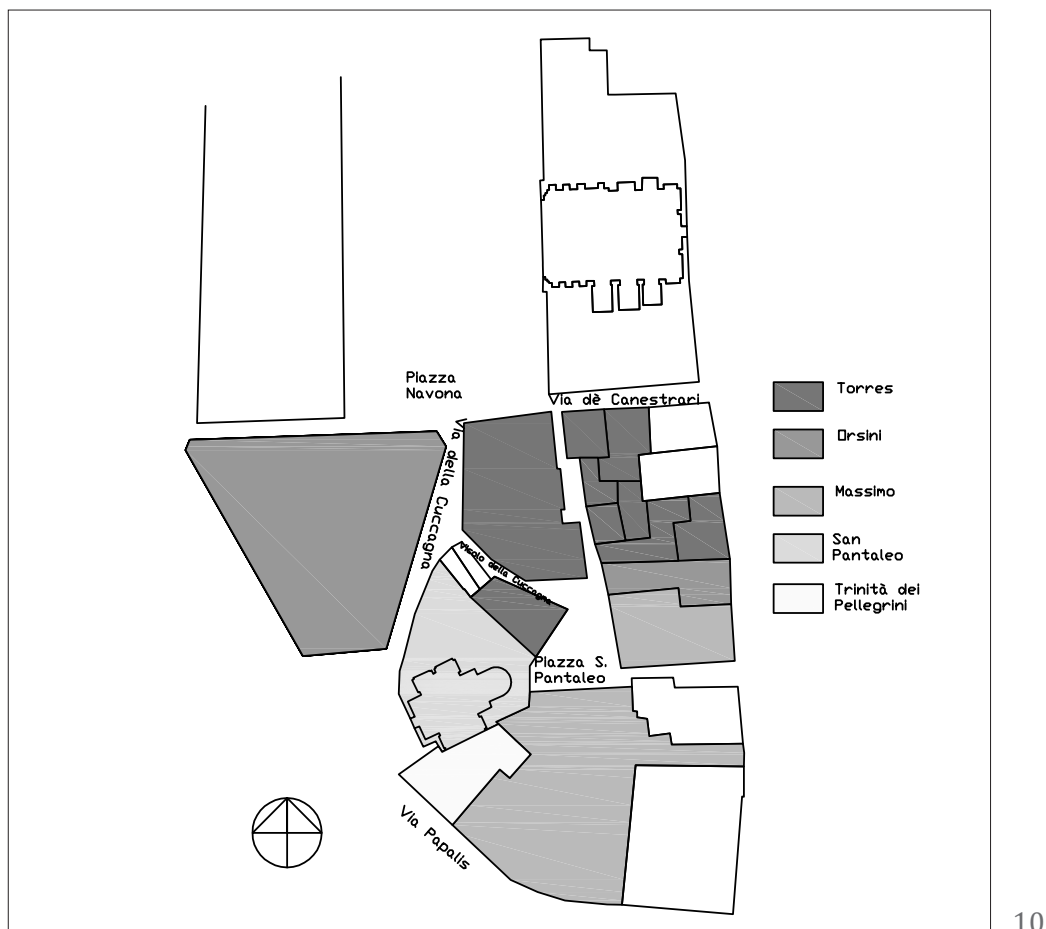 Piazza
Navona
Via dè Canestrari
Via della Cuccagna
Vicolo della Cuccagna
Piazza S.
Pantaleo
Via Papalis
Torres
Orsini
Massimo
San
Pantaleo
Trinità dei
Pellegrini
10